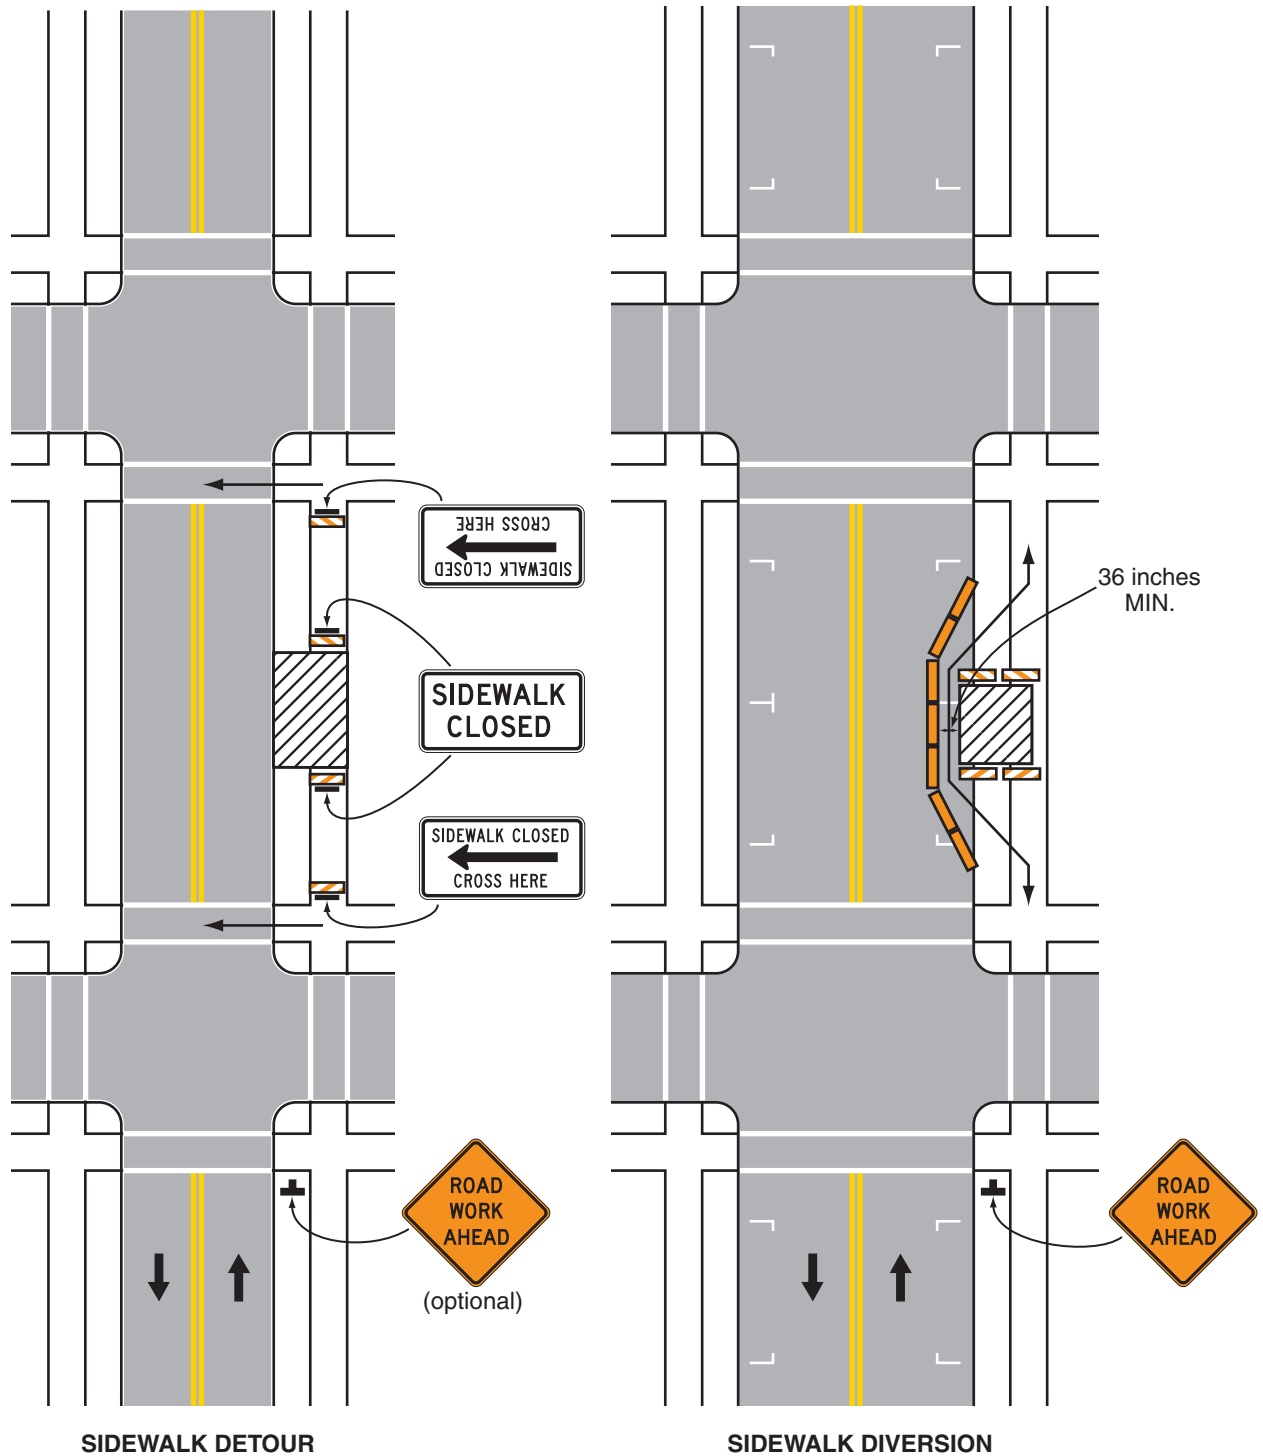 CROSS HERE
SIDEWALK CLOSED
36 inches
MIN.
SIDEWALK
CLOSED
SIDEWALK CLOSED
CROSS HERE
ROAD
WORK
AHEAD
(optional)
ROAD
WORK
AHEAD
SIDEWALK DETOUR
SIDEWALK DIVERSION